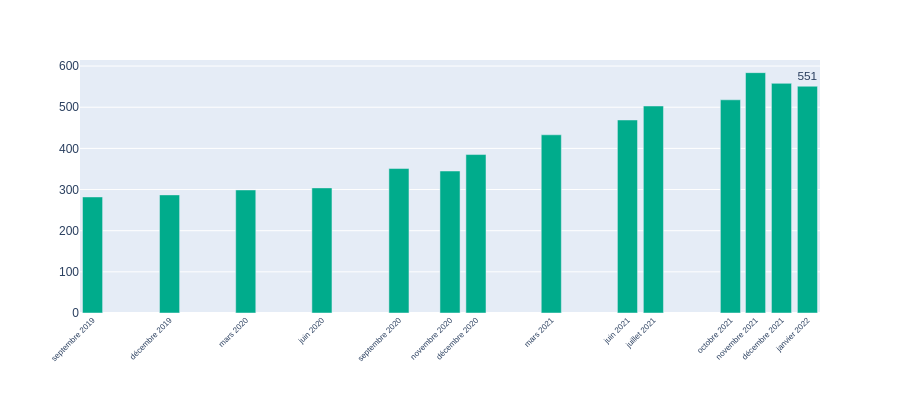 600
500
400
300
200
100
0
551
septembre 2019
décembre 2019
mars 2020
juin 2020
septembre 2020
novembre 2020
décembre 2020
mars 2021
juin 2021
juillet 2021
octobre 2021
novembre 2021
décembre 2021
janvier 2022